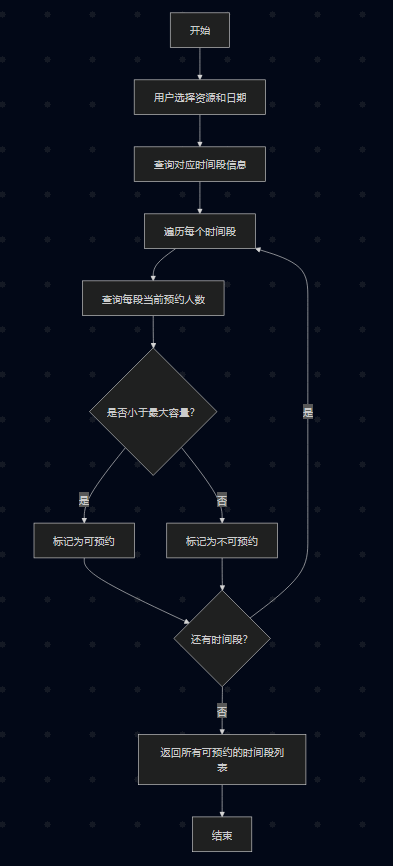 开始
用户选择资源和日期
查询对应时间段信息
遍历每个时间段
查询每段当前预约人数
是否小于最大容量?
是
是
否
标记为可预约
标记为不可预约
还有时间段?
否
返回所有可预约的时间段列
表
结束